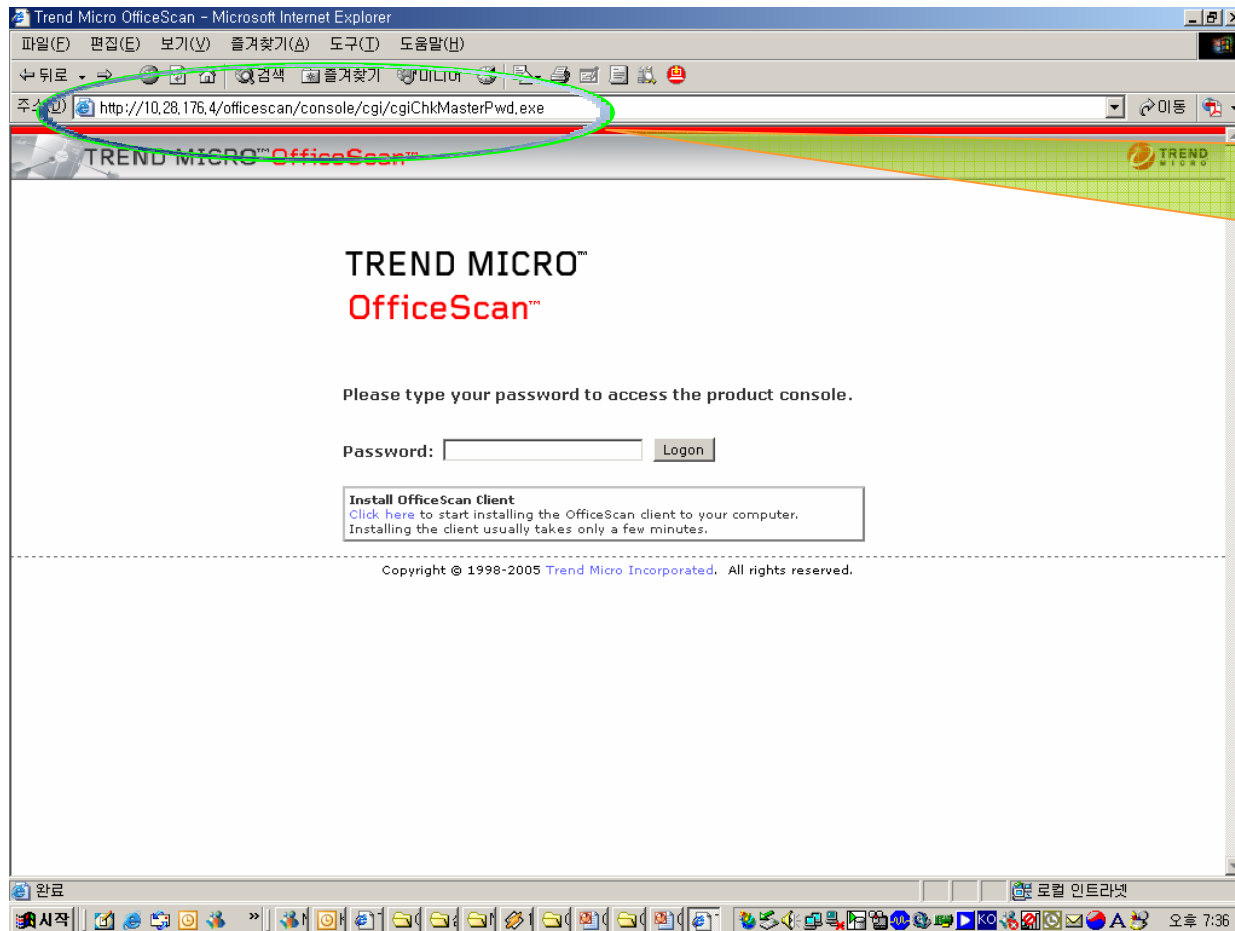 Trend Micro OfficeScan - Microsoft Internet Explorer
파일(F) 편집(E) 보기(V) 즐겨찾기(A) 도구(T) 도움말(H)
뒤로 검색 즐겨찾기 미디어
http://10,28,176,4/officescan/console/cgi/cgiChkMasterPwd,exe 이동
TREND MICRO™ OfficeScan™ TREND MICRO
TREND MICRO™
OfficeScan™
Please type your password to access the product console.
Password: Logon
Install OfficeScan Client
Click here to start installing the OfficeScan client to your computer.
Installing the client usually takes only a few minutes.
Copyright © 1998-2005 Trend Micro Incorporated. All rights reserved.
완료 로컬 인트라넷
시작 » KO A 오후 7:36